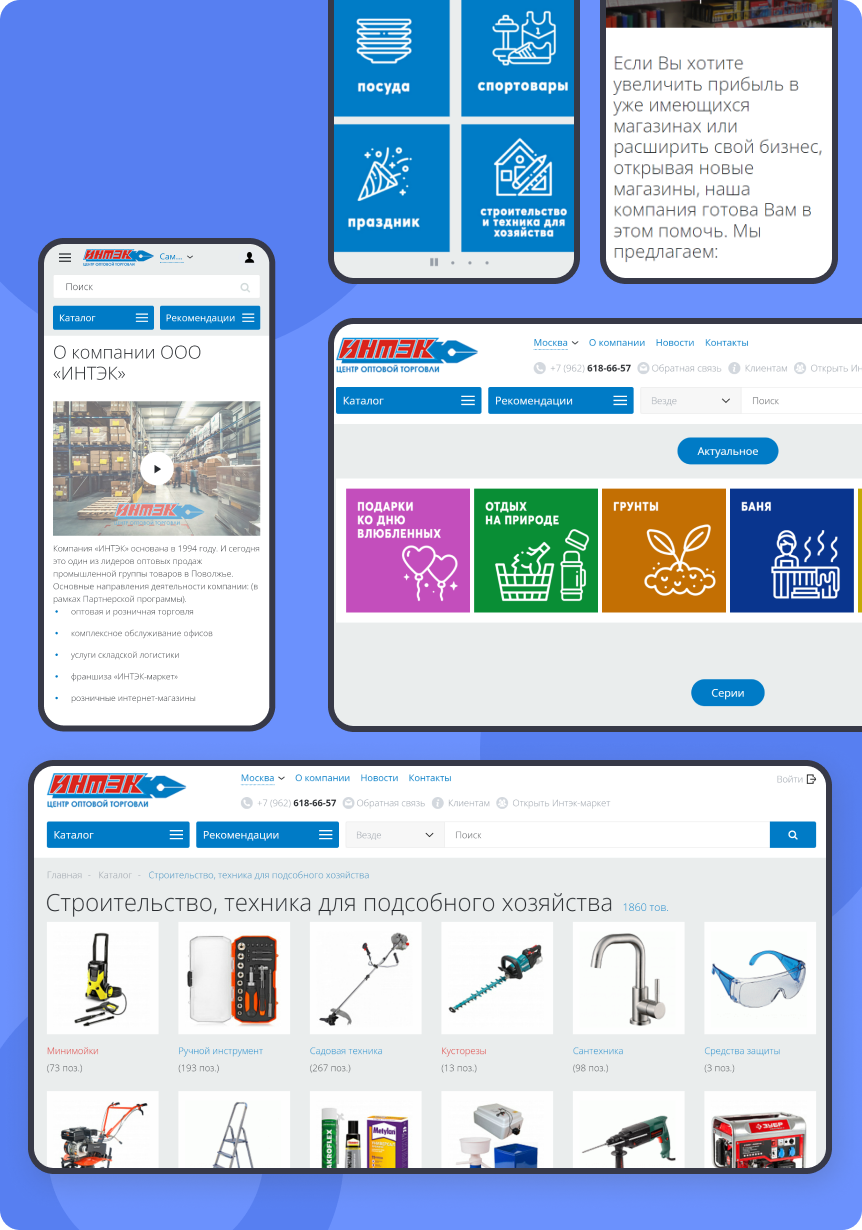 посуда
спортовары
праздник
строительство
и техника для
хозяйства
Если Вы хотите
увеличить прибыль в
уже имеющихся
магазинах или
расширить свой бизнес,
открывая новые
магазины, наша
компания готова Вам в
этом помочь. Мы
предлагаем:
ИНТЭК
ЦЕНТР ОПТОВОЙ ТОРГОВЛИ
Сам...
Поиск
Каталог
Рекомендации
О компании ООО
«ИНТЭК»
ИНТЭК
ЦЕНТР ОПТОВОЙ ТОРГОВЛИ
Компания «ИНТЭК» основана в 1994 году. И сегодня
это один из лидеров оптовых продаж
промышленной группы товаров в Поволжье.
Основные направления деятельности компании: (в
рамках Партнерской программы).
• оптовая и розничная торговля
• комплексное обслуживание офисов
• услуги складской логистики
• франшиза «ИНТЭК-маркет»
• розничные интернет-магазины
ИНТЭК
ЦЕНТР ОПТОВОЙ ТОРГОВЛИ
Москва О компании Новости Контакты
+7 (962) 618-66-57 Обратная связь Клиентам Открыть Ин
Каталог
Рекомендации
Везде
Поиск
Актуальное
ПОДАРКИ
КО ДНЮ
ВЛЮБЛЕННЫХ
ОТДЫХ
НА ПРИРОДЕ
ГРУНТЫ
БАНЯ
Серии
ИНТЭК
ЦЕНТР ОПТОВОЙ ТОРГОВЛИ
Москва О компании Новости Контакты
Войти
+7 (962) 618-66-57 Обратная связь Клиентам Открыть Интэк-маркет
Каталог
Рекомендации
Везде
Поиск
Главная - Каталог - Строительство, техника для подсобного хозяйства
Строительство, техника для подсобного хозяйства 1860 тов.
Минимойки
(73 поз.)
Ручной инструмент
(193 поз.)
Садовая техника
(267 поз.)
Кусторезы
(13 поз.)
Сантехника
(98 поз.)
Средства защиты
(3 поз.)
AKROFLEX
Metylan
ЗУБР